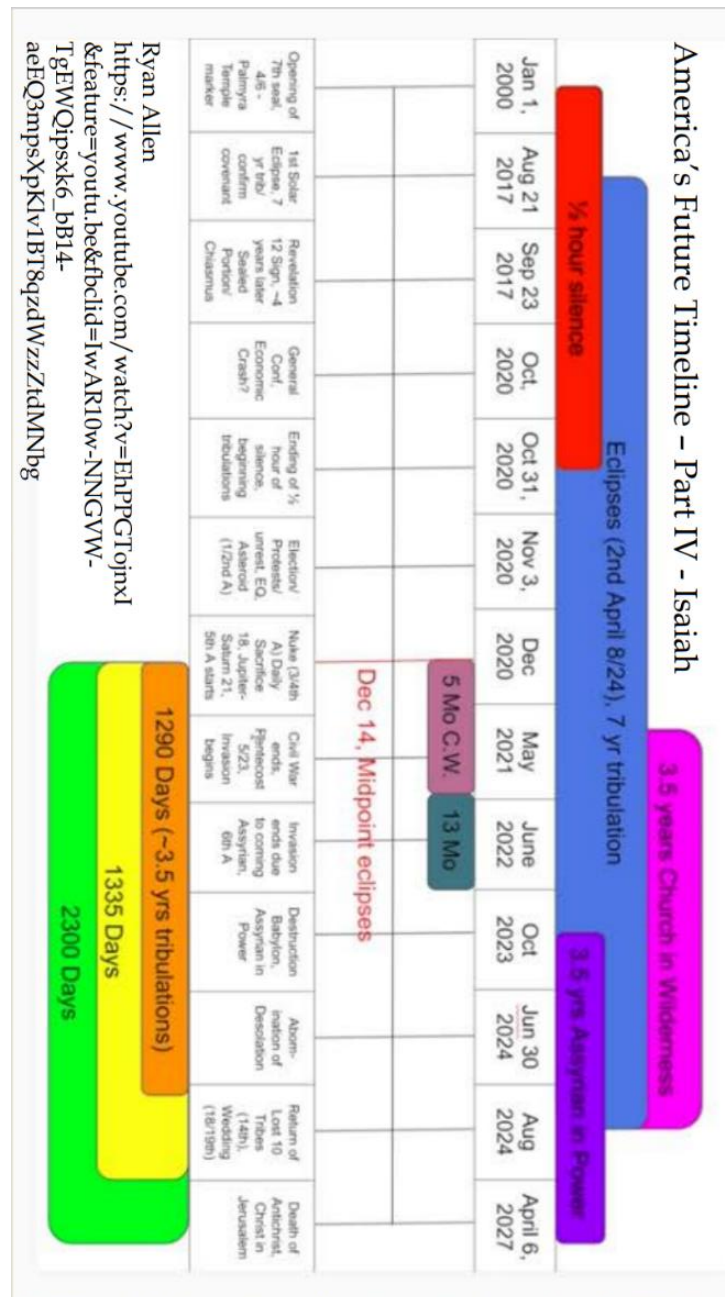 America's Future Timeline – Part IV - Isaiah
3.5 years Church in Wilderness
Eclipses (2nd April 8/24), 7 yr tribulation
½ hour silence
3.5 yrs Assyrian in Power
Jan 1,
2000
Aug 21
2017
Sep 23
2017
Oct,
2020
Oct 31,
2020
Nov 3,
2020
Dec
2020
May
2021
June
2022
Oct
2023
Jun 30
2024
Aug
2024
April 6,
2027
5 Mo C.W.
13 Mo
Dec 14, Midpoint eclipses
Opening of
7th seal,
4/6 -
Palmyra
Temple
marker
1st Solar
Eclipse, 7
yr trib/
confirm
covenant
Revelation
12 Sign, ~4
years later
Sealed
Portion/
Chiasmus
General
Conf,
Economic
Crash?
Ending of ½
hour of
silence,
beginning
tribulations
Election/
Protests/
unrest, EQ,
Asteroid
(1/2nd A)
Nuke (3/4th
A) Daily
Sacrifice
18, Jupiter-
Saturn 21,
5th A starts
Civil War
ends,
Pentecost
5/23,
Invasion
begins
Invasion
ends due
to coming
Assyrian,
6th A
Destruction
Babylon,
Assyrian in
Power
Abom-
ination of
Desolation
Return of
Lost 10
Tribes
(14th),
Wedding
(18/19th)
Death of
Antichrist,
Christ in
Jerusalem
1290 Days (~3.5 yrs tribulations)
1335 Days
2300 Days
Ryan Allen
https://www.youtube.com/watch?v=EhPPGTojnxI
&feature=youtu.be&fbclid=IwAR10w-NNGVW-
TgEWQipsxk6_bB14-
aeEQ3mpsXpKlv1BT8qzdWzzZtdMNbg